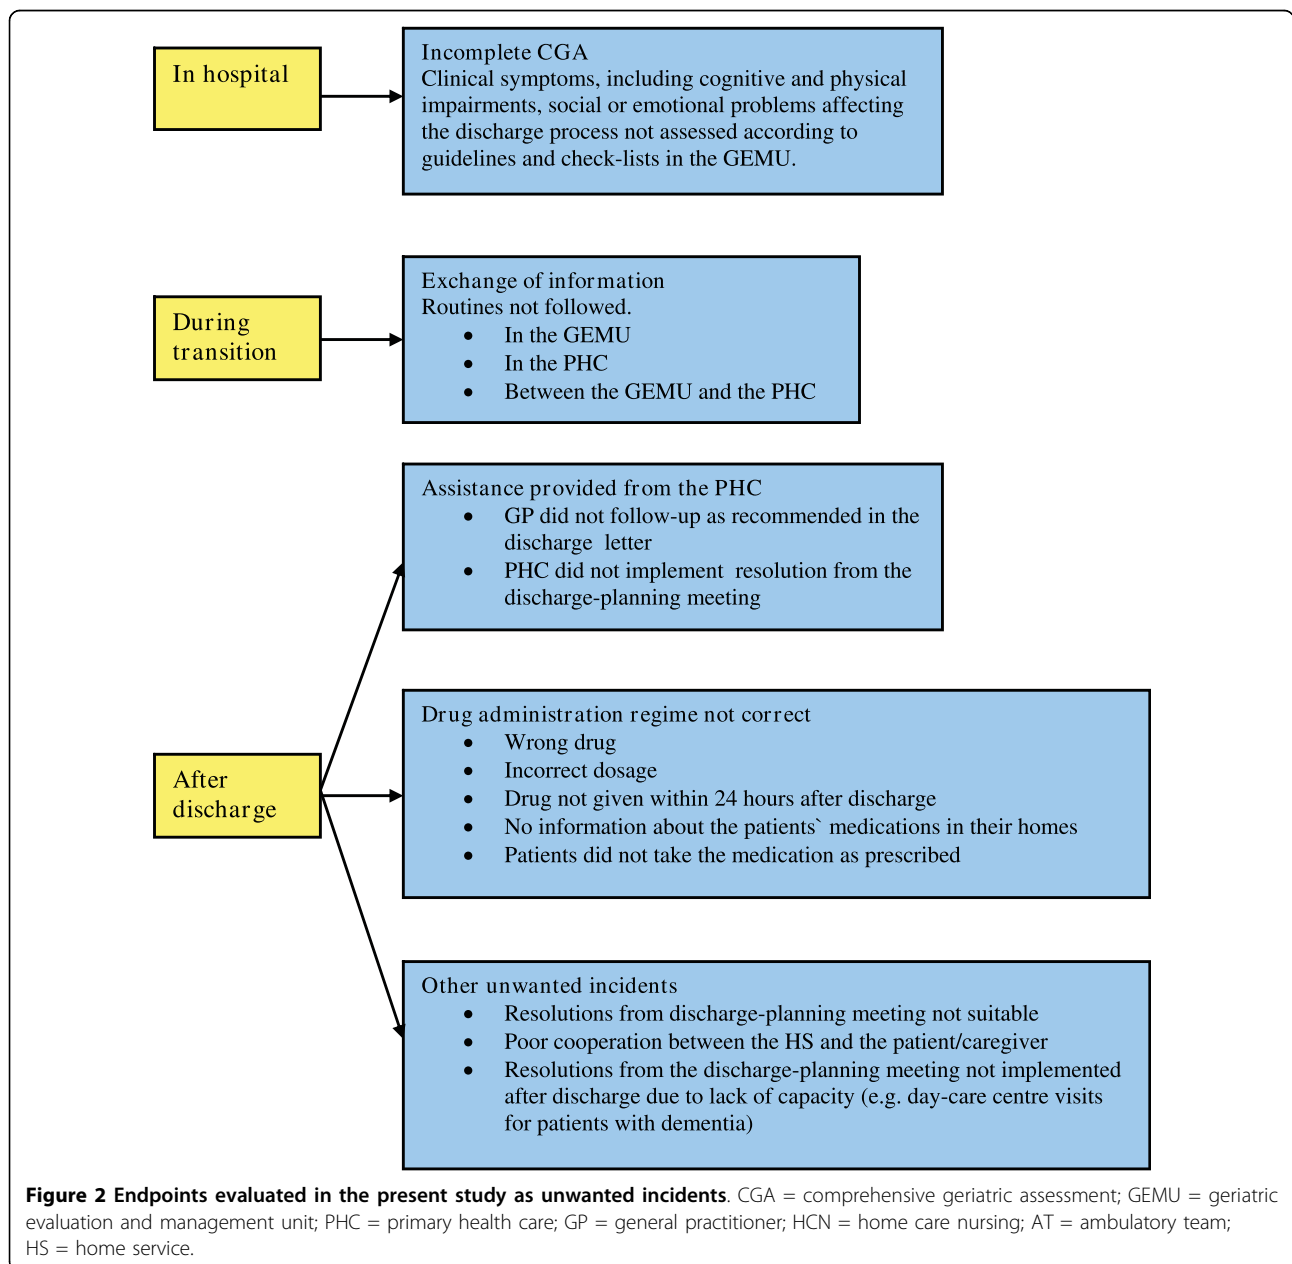 In hospital
Incomplete CGA
Clinical symptoms, including cognitive and physical
impairments, social or emotional problems affecting
the discharge process not assessed according to
guidelines and check-lists in the GEMU.
During
transition
Exchange of information
Routines not followed.
• In the GEMU
• In the PHC
• Between the GEMU and the PHC
Assistance provided from the PHC
• GP did not follow-up as recommended in the
discharge letter
• PHC did not implement resolution from the
discharge-planning meeting
After
discharge
Drug administration regime not correct
• Wrong drug
• Incorrect dosage
• Drug not given within 24 hours after discharge
• No information about the patients` medications in their homes
• Patients did not take the medication as prescribed
Other unwanted incidents
• Resolutions from discharge-planning meeting not suitable
• Poor cooperation between the HS and the patient/caregiver
• Resolutions from the discharge-planning meeting not implemented
after discharge due to lack of capacity (e.g. day-care centre visits
for patients with dementia)
Figure 2 Endpoints evaluated in the present study as unwanted incidents. CGA = comprehensive geriatric assessment; GEMU = geriatric
evaluation and management unit; PHC = primary health care; GP = general practitioner; HCN = home care nursing; AT = ambulatory team;
HS = home service.